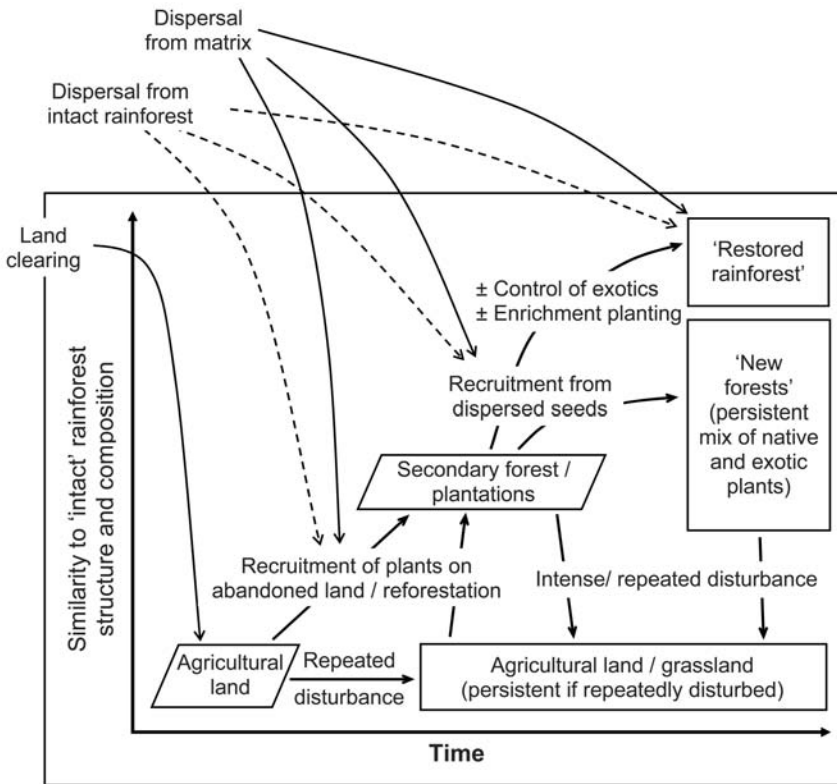 Dispersal
from matrix
Dispersal from
intact rainforest
Land
clearing
'Restored
rainforest'
± Control of exotics
± Enrichment planting
'New
forests'
(persistent
mix of native
and exotic
plants)
Recruitment from
dispersed seeds
Secondary forest /
plantations
Recruitment of plants on
abandoned land / reforestation
Intense/ repeated disturbance
Agricultural
land
Repeated
disturbance
Agricultural land / grassland
(persistent if repeatedly disturbed)
Similarity to 'intact' rainforest
structure and composition
Time